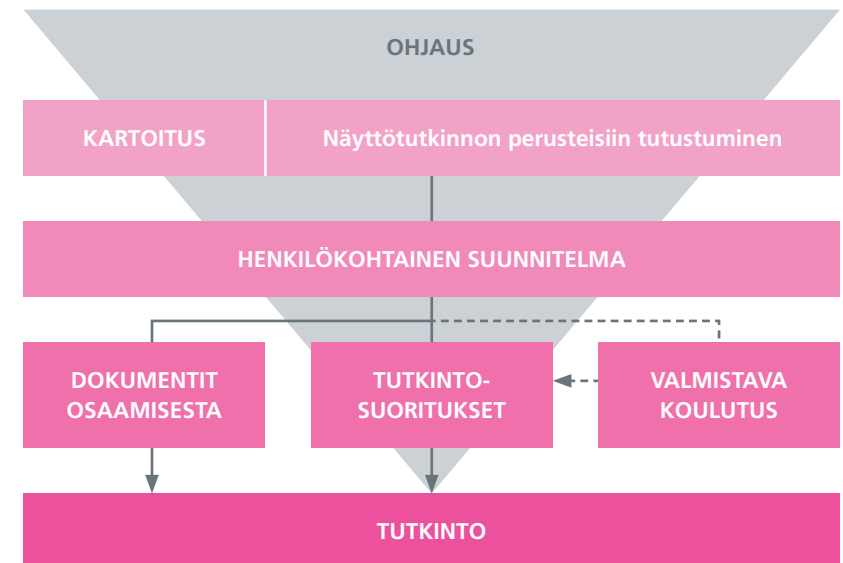 OHJAUS
KARTOITUS
Näyttötutkinnon perusteisiin tutustuminen
HENKILÖKOHTAINEN SUUNNITELMA
DOKUMENTIT
OSAAMISESTA
TUTKINTO-
SUORITUKSET
VALMISTAVA
KOULUTUS
TUTKINTO